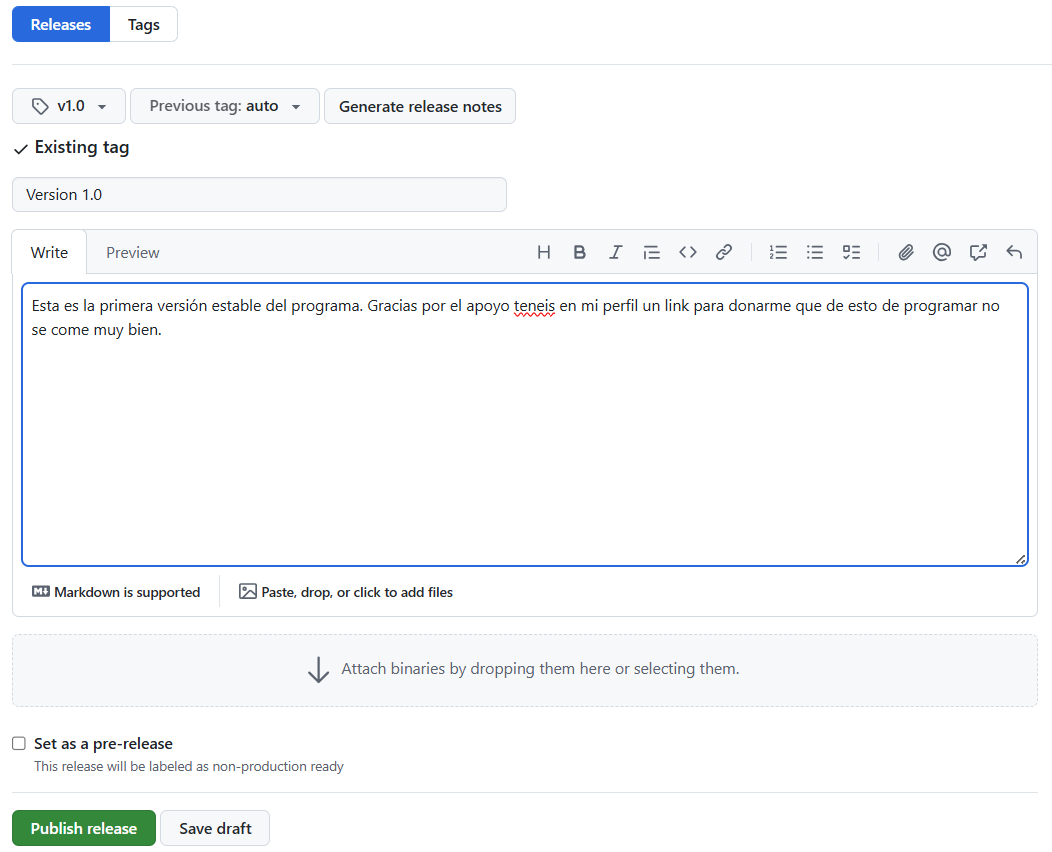 Releases Tags
v1.0 Previous tag: auto Generate release notes
Existing tag
Version 1.0
Write Preview
Esta es la primera versión estable del programa. Gracias por el apoyo teneis en mi perfil un link para donarme que de esto de programar no
se come muy bien.
Markdown is supported Paste, drop, or click to add files
Attach binaries by dropping them here or selecting them.
Set as a pre-release
This release will be labeled as non-production ready
Publish release Save draft